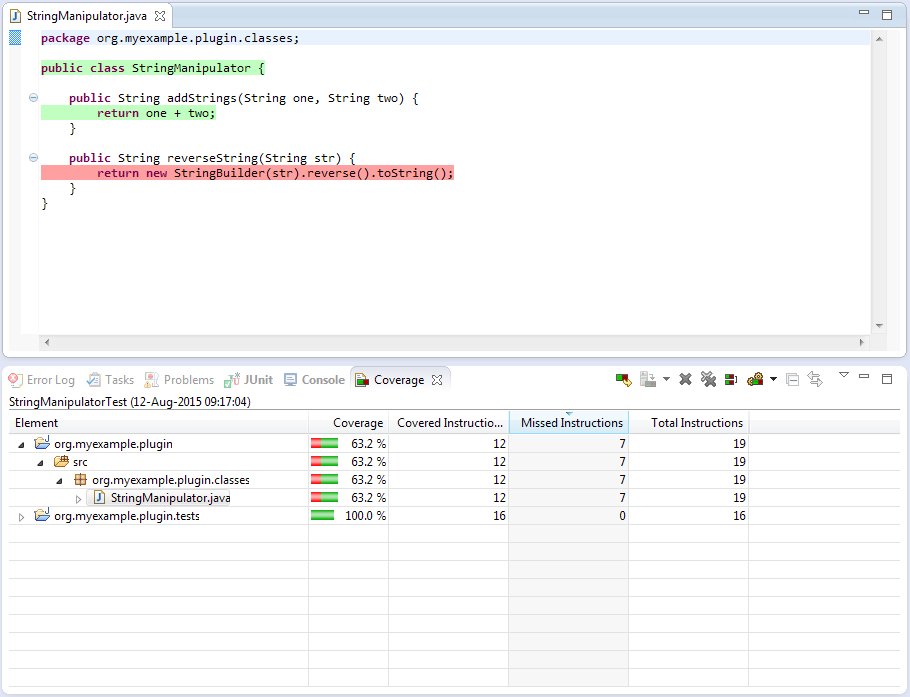 StringManipulator.java
package org.myexample.plugin.classes;
public class StringManipulator {
public String addStrings(String one, String two) {
return one + two;
}
public String reverseString(String str) {
return new StringBuilder(str).reverse().toString();
}
}
Error Log Tasks Problems JUnit Console Coverage
StringManipulatorTest (12-Aug-2015 09:17:04)
Element Coverage Covered Instructio... Missed Instructions Total Instructions
org.myexample.plugin 63.2 % 12 7 19
src 63.2 % 12 7 19
org.myexample.plugin.classes 63.2 % 12 7 19
StringManipulator.java 63.2 % 12 7 19
org.myexample.plugin.tests 100.0 % 16 0 16